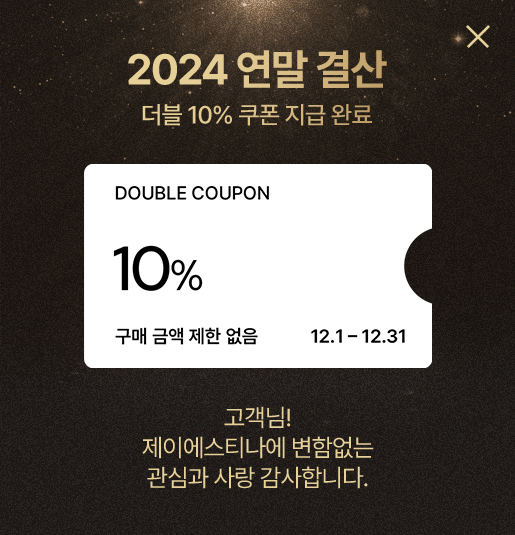 2024 연말 결산
더블 10% 쿠폰 지급 완료
DOUBLE COUPON
10%
구매 금액 제한 없음
12.1 – 12.31
고객님!
제이에스티나에 변함없는
관심과 사랑 감사합니다.